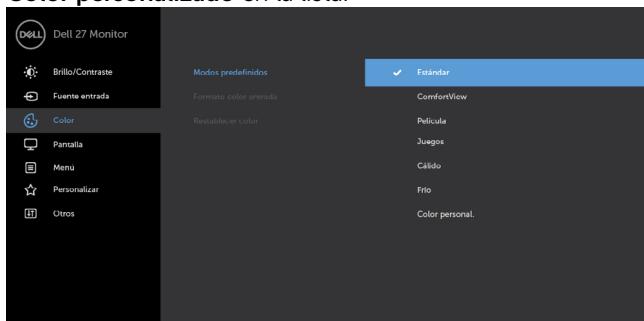 Color personalizado en la lista.
DELL Dell 27 Monitor
Brillo/Contraste Modos predefinidos Estándar
Fuente entrada Formato color entrada ComfortView
Color Restablecer color Película
Pantalla Juegos
Menú Cálido
Personalizar Frío
Otros Color personal.